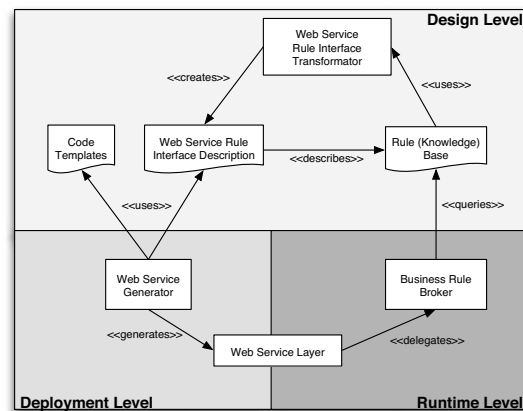 Design Level
Web Service
Rule Interface
Transformator
<<creates>>
<<uses>>
Code
Templates
Web Service Rule
Interface Description
<<describes>>
Rule (Knowledge)
Base
<<uses>>
<<queries>>
Web Service
Generator
Business Rule
Broker
<<generates>>
Web Service Layer
<<delegates>>
Deployment Level
Runtime Level